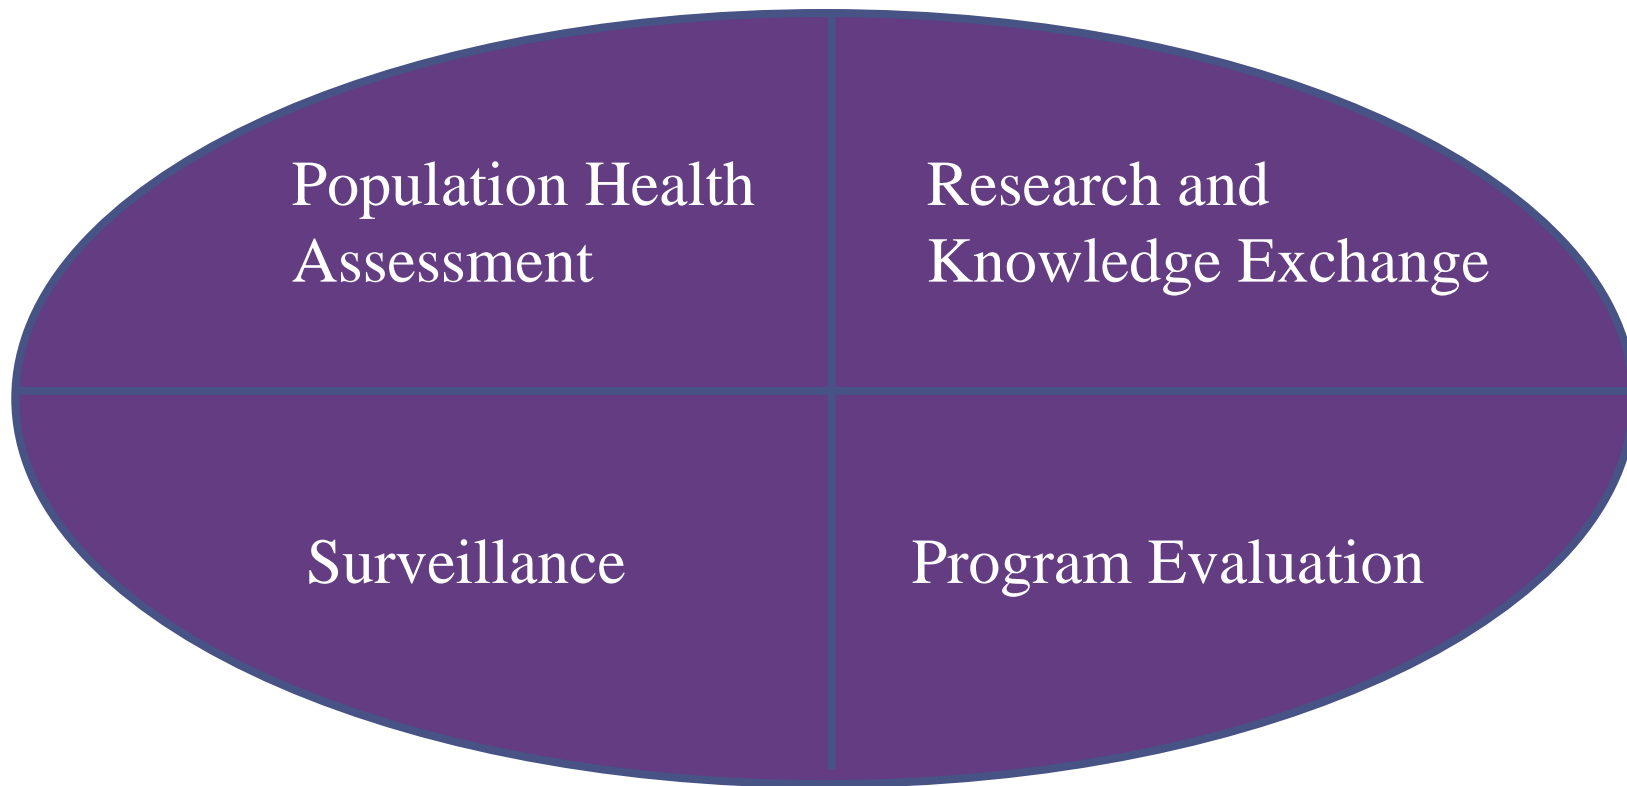 Population Health
Assessment
Research and
Knowledge Exchange
Surveillance
Program Evaluation